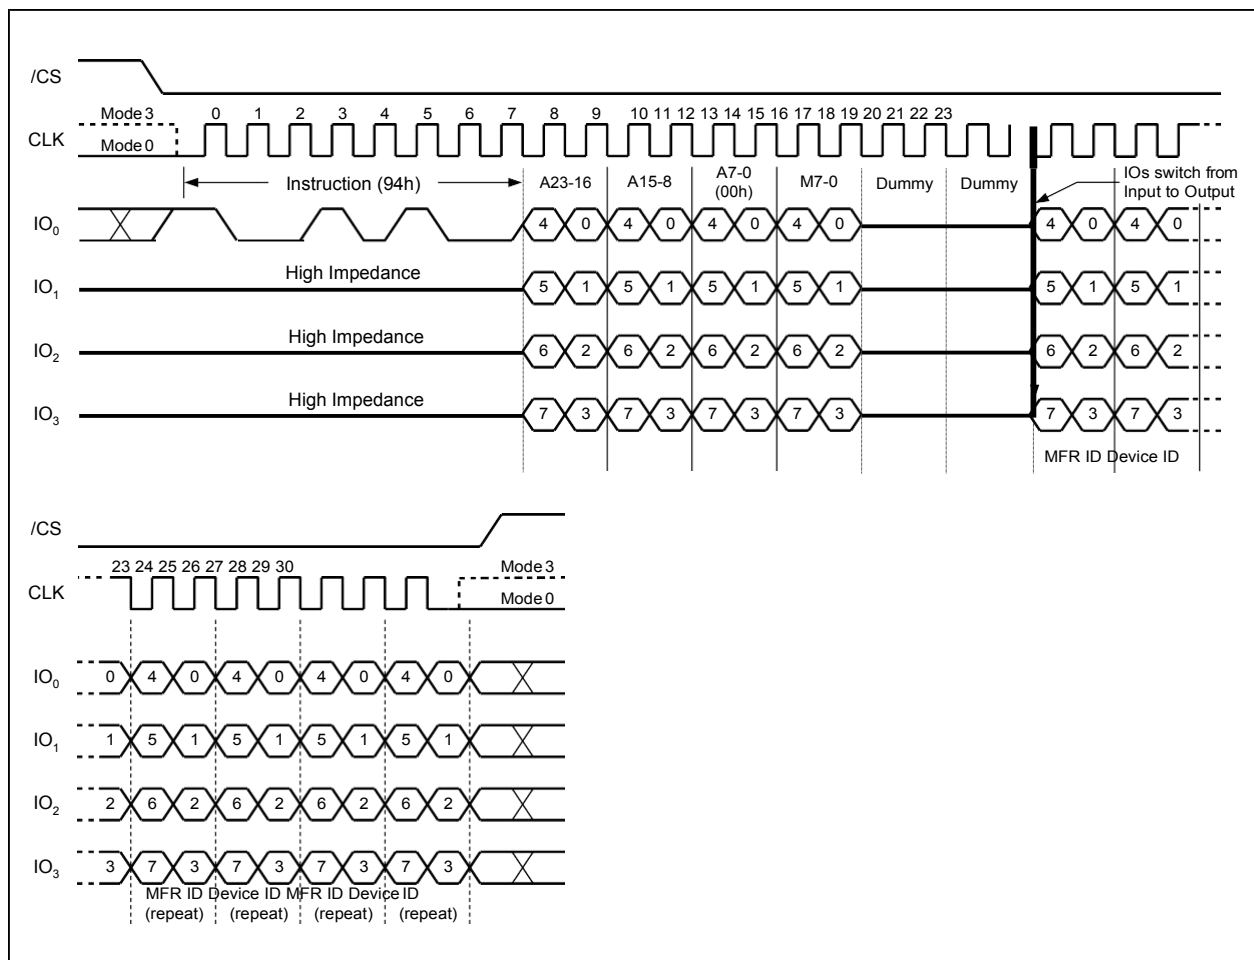 /CS
Mode 3
0 1 2 3 4 5 6 7 8 9 10 11 12 13 14 15 16 17 18 19 20 21 22 23
CLK
Mode 0
Instruction (94h)
A23-16
A15-8
A7-0
(00h)
M7-0
Dummy
Dummy
IOs switch from
Input to Output
IO0
4 0 4 0 4 0 4 0 4 0 4 0
High Impedance
IO1
5 1 5 1 5 1 5 1 5 1 5 1
High Impedance
IO2
6 2 6 2 6 2 6 2 6 2 6 2
High Impedance
IO3
7 3 7 3 7 3 7 3 7 3 7 3
MFR ID Device ID
/CS
23 24 25 26 27 28 29 30
Mode 3
CLK
Mode 0
IO0
0 4 0 4 0 4 0 4 0
IO1
1 5 1 5 1 5 1 5 1
IO2
2 6 2 6 2 6 2 6 2
IO3
3 7 3 7 3 7 3 7 3
MFR ID Device ID MFR ID Device ID
(repeat) (repeat) (repeat) (repeat)